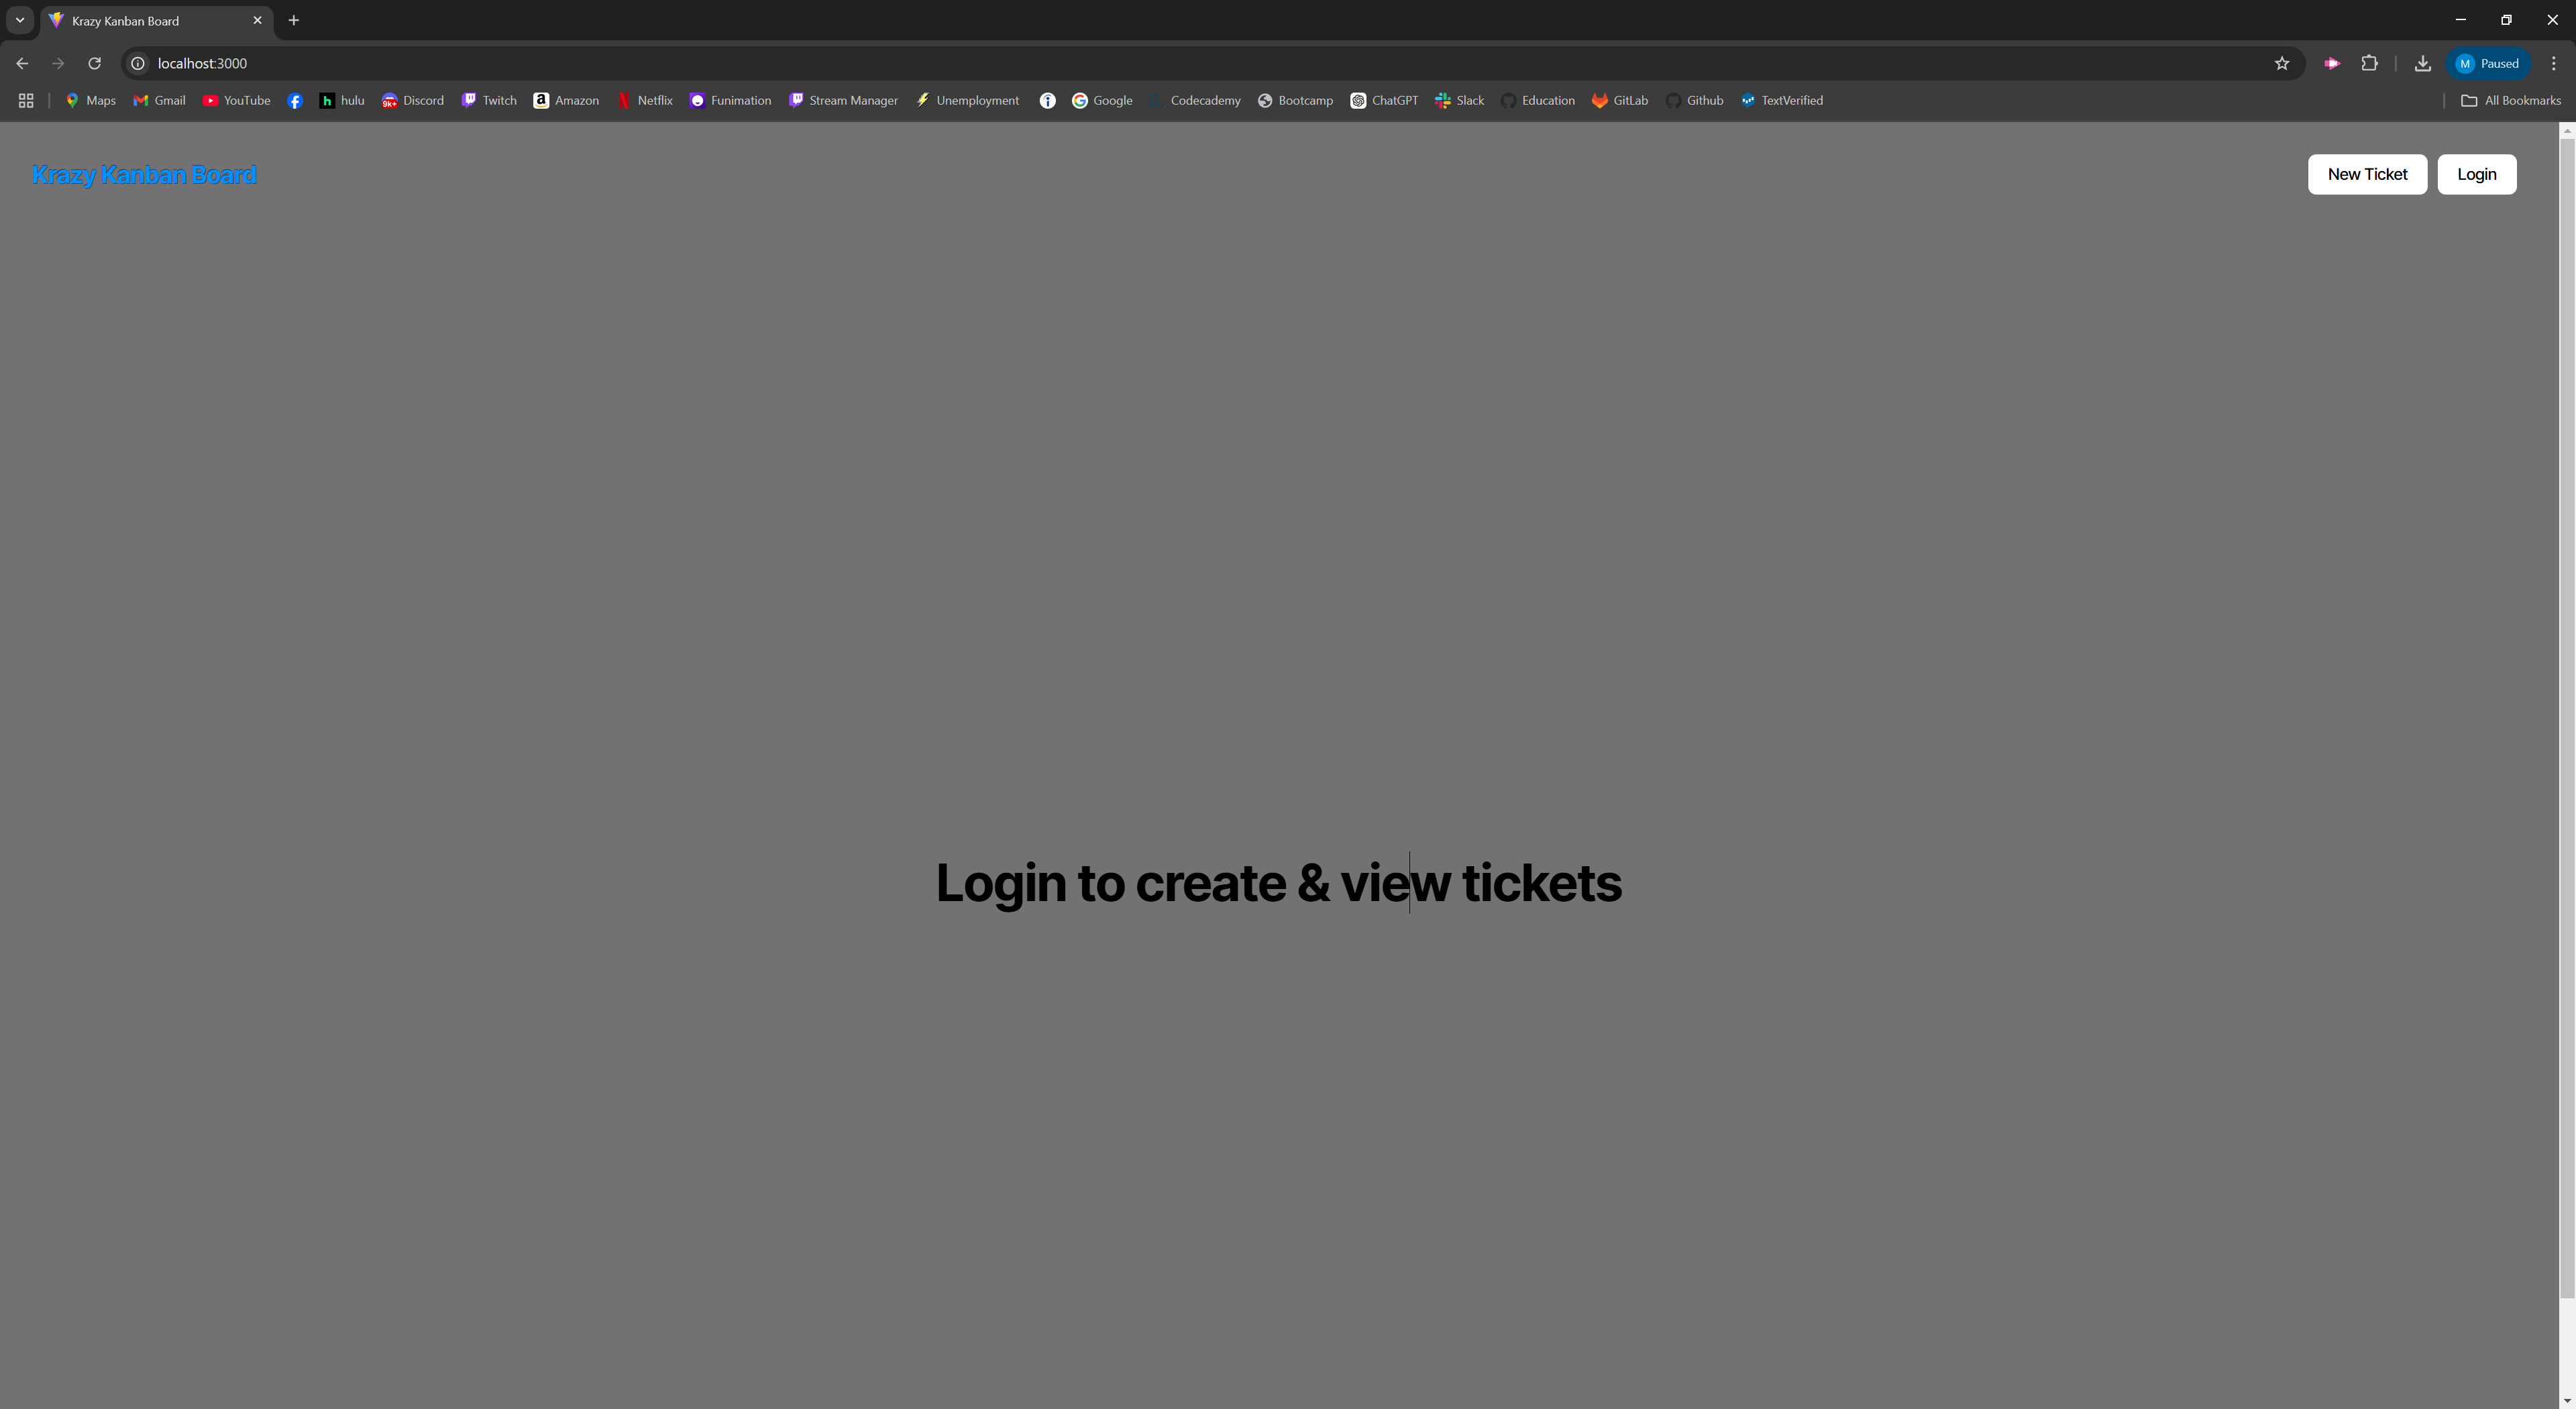 Krazy Kanban Board
localhost:3000
M Paused
Maps Gmail YouTube hulu 9k+ Discord Twitch Amazon Netflix Funimation Stream Manager Unemployment Google Codecademy Bootcamp ChatGPT Slack Education GitLab Github TextVerified All Bookmarks
Krazy Kanban Board New Ticket Login
Login to create & view tickets